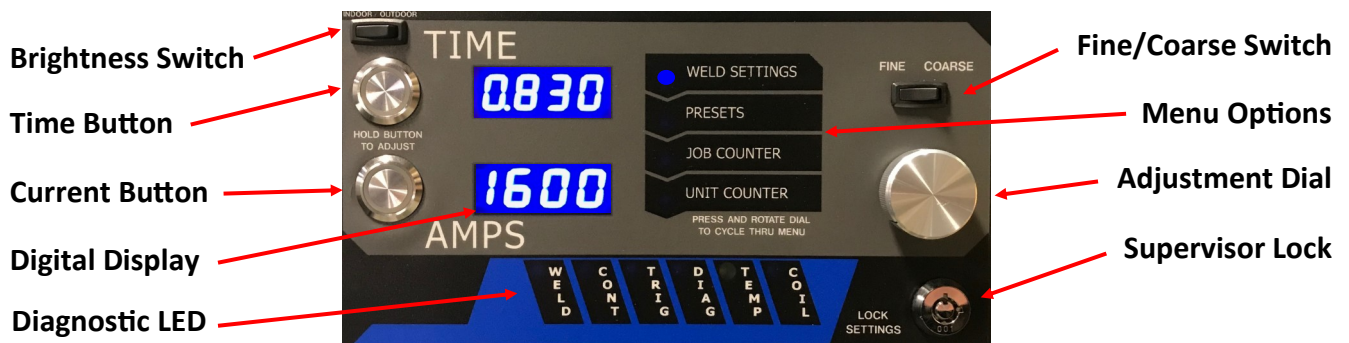 Brightness Switch
Time Button
Current Button
Digital Display
Diagnostic LED
INDOOR / OUTDOOR
TIME
0.830
HOLD BUTTON
TO ADJUST
1600
AMPS
WELD SETTINGS
PRESETS
JOB COUNTER
UNIT COUNTER
PRESS AND ROTATE DIAL
TO CYCLE THRU MENU
FINE COARSE
WELD
CONT
TRIG
DIAG
TEMP
COIL
LOCK
SETTINGS
001
Fine/Coarse Switch
Menu Options
Adjustment Dial
Supervisor Lock